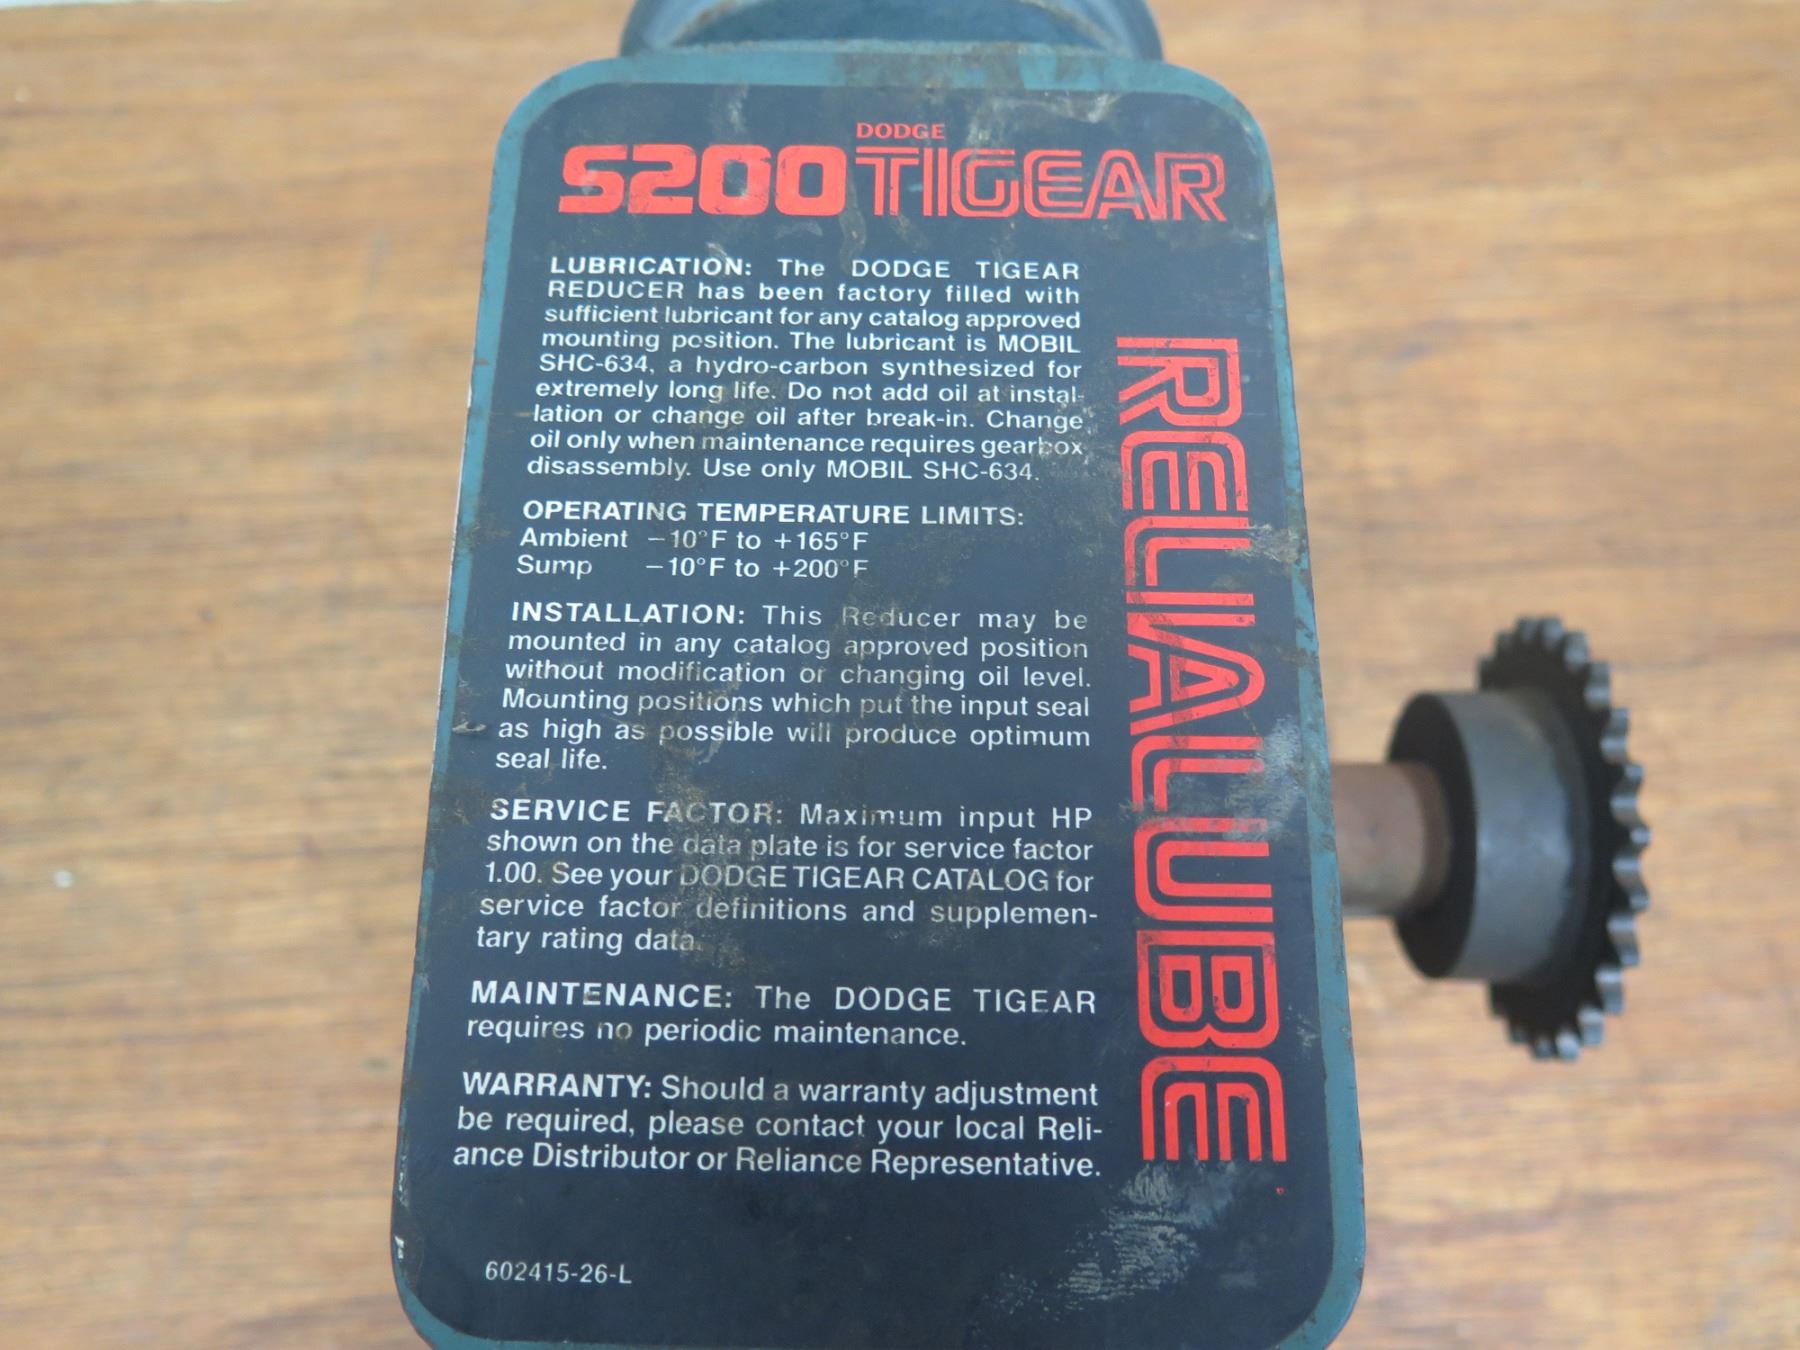 DODGE
S200 TIGEAR
LUBRICATION: The DODGE TIGEAR
REDUCER has been factory filled with
sufficient lubricant for any catalog approved
mounting position. The lubricant is MOBIL
SHC-634, a hydro-carbon synthesized for
extremely long life. Do not add oil at instal-
lation or change oil after break-in. Change
oil only when maintenance requires gearbox
disassembly. Use only MOBIL SHC-634.
OPERATING TEMPERATURE LIMITS:
Ambient −10°F to +165°F
Sump −10°F to +200°F
INSTALLATION: This Reducer may be
mounted in any catalog approved position
without modification or changing oil level.
Mounting positions which put the input seal
as high as possible will produce optimum
seal life.
SERVICE FACTOR: Maximum input HP
shown on the data plate is for service factor
1.00. See your DODGE TIGEAR CATALOG for
service factor definitions and supplemen-
tary rating data.
MAINTENANCE: The DODGE TIGEAR
requires no periodic maintenance.
WARRANTY: Should a warranty adjustment
be required, please contact your local Reli-
ance Distributor or Reliance Representative.
602415-26-L
RELIALUBE